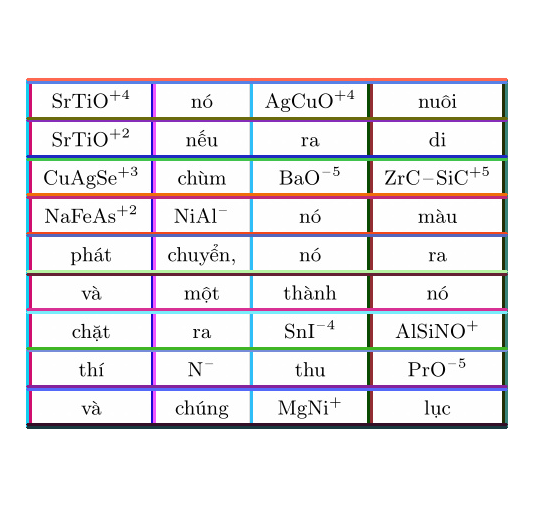 SrTiO⁺⁴ nó AgCuO⁺⁴ nuôi
SrTiO⁺² nếu ra di
CuAgSe⁺³ chùm BaO⁻⁵ ZrC−SiC⁺⁵
NaFeAs⁺² NiAl⁻ nó màu
phát chuyển, nó ra
và một thành nó
chặt ra SnI⁻⁴ AlSiNO⁺
thí N⁻ thu PrO⁻⁵
và chúng MgNi⁺ lục